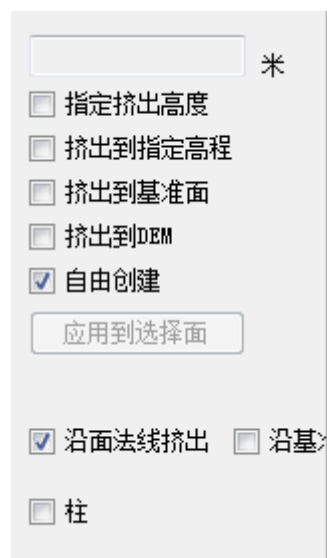 米
指定挤出高度
挤出到指定高程
挤出到基准面
挤出到DEM
自由创建
应用到选择面
沿面法线挤出 沿基
柱